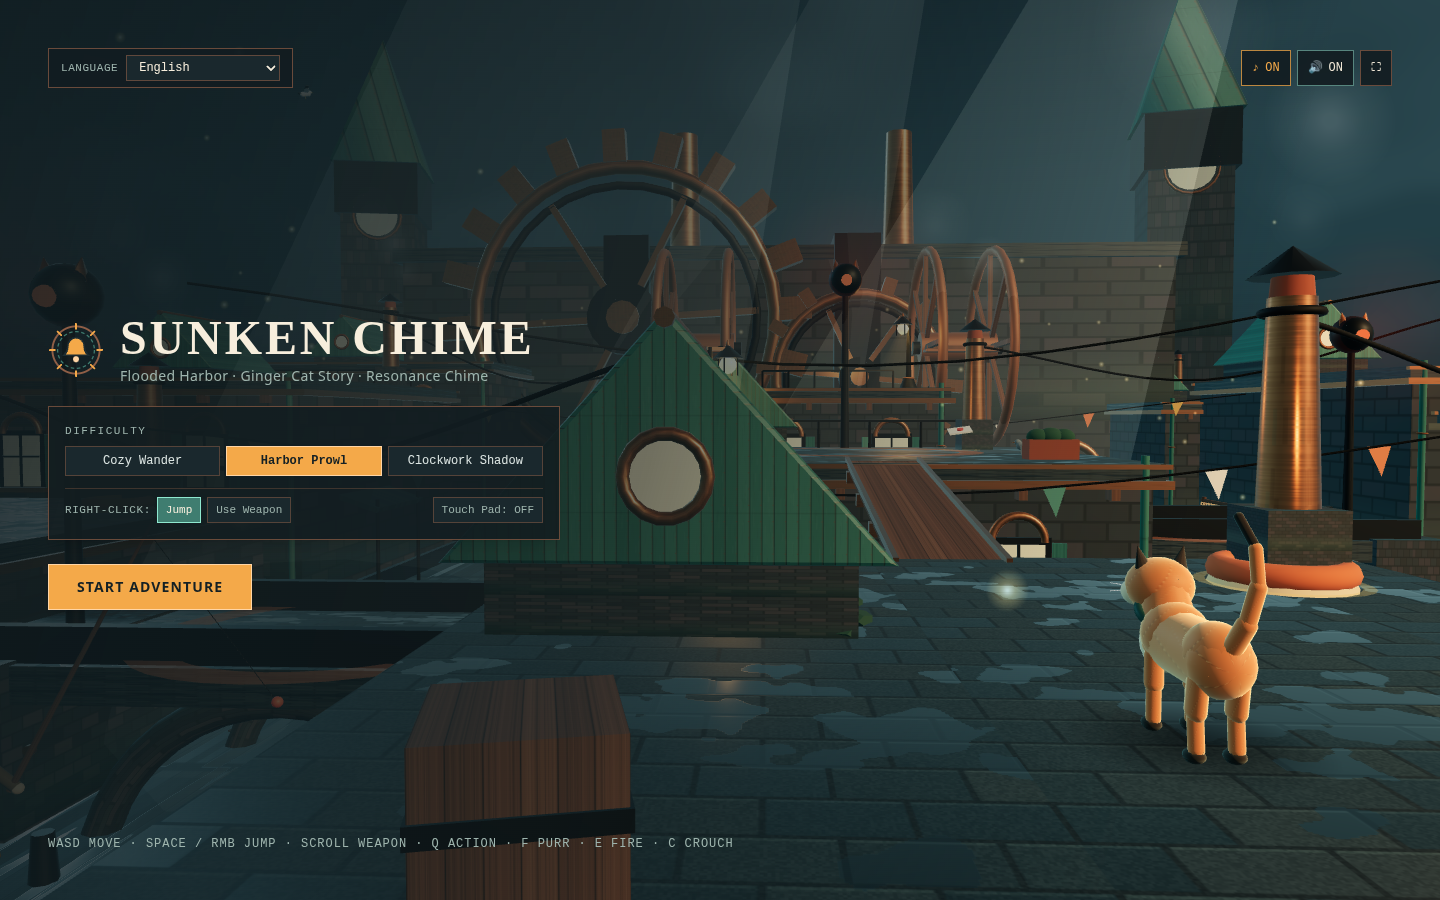 LANGUAGE English
♪ ON
🔊 ON
SUNKEN CHIME
Flooded Harbor · Ginger Cat Story · Resonance Chime
DIFFICULTY
Cozy Wander
Harbor Prowl
Clockwork Shadow
RIGHT-CLICK: Jump Use Weapon Touch Pad: OFF
START ADVENTURE
WASD MOVE · SPACE / RMB JUMP · SCROLL WEAPON · Q ACTION · F PURR · E FIRE · C CROUCH